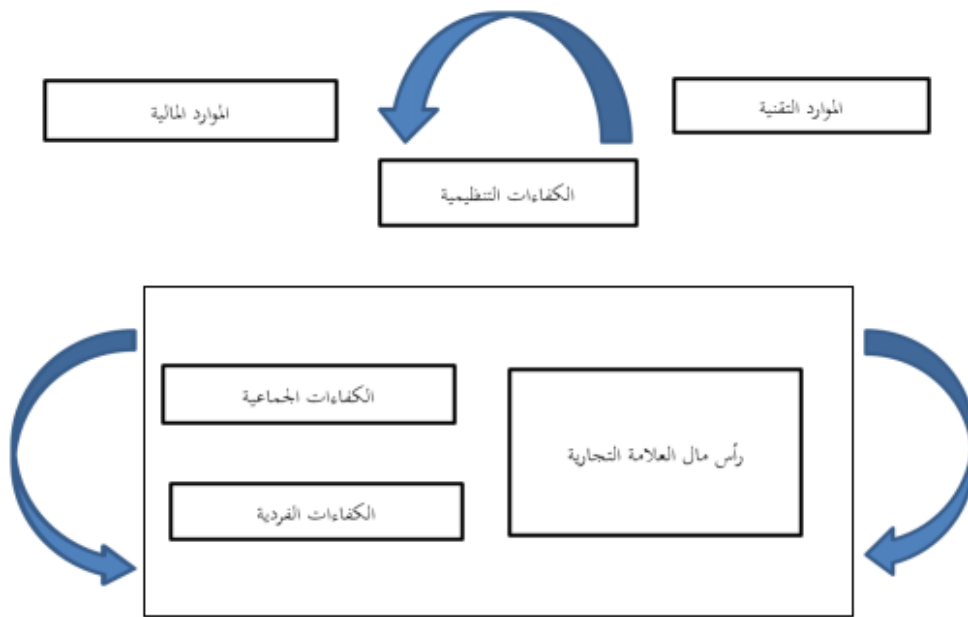 الموارد التقنية
الموارد المالية
الكفاءات التنظيمية
رأس مال العلامة التجارية
الكفاءات الجماعية
الكفاءات الفردية